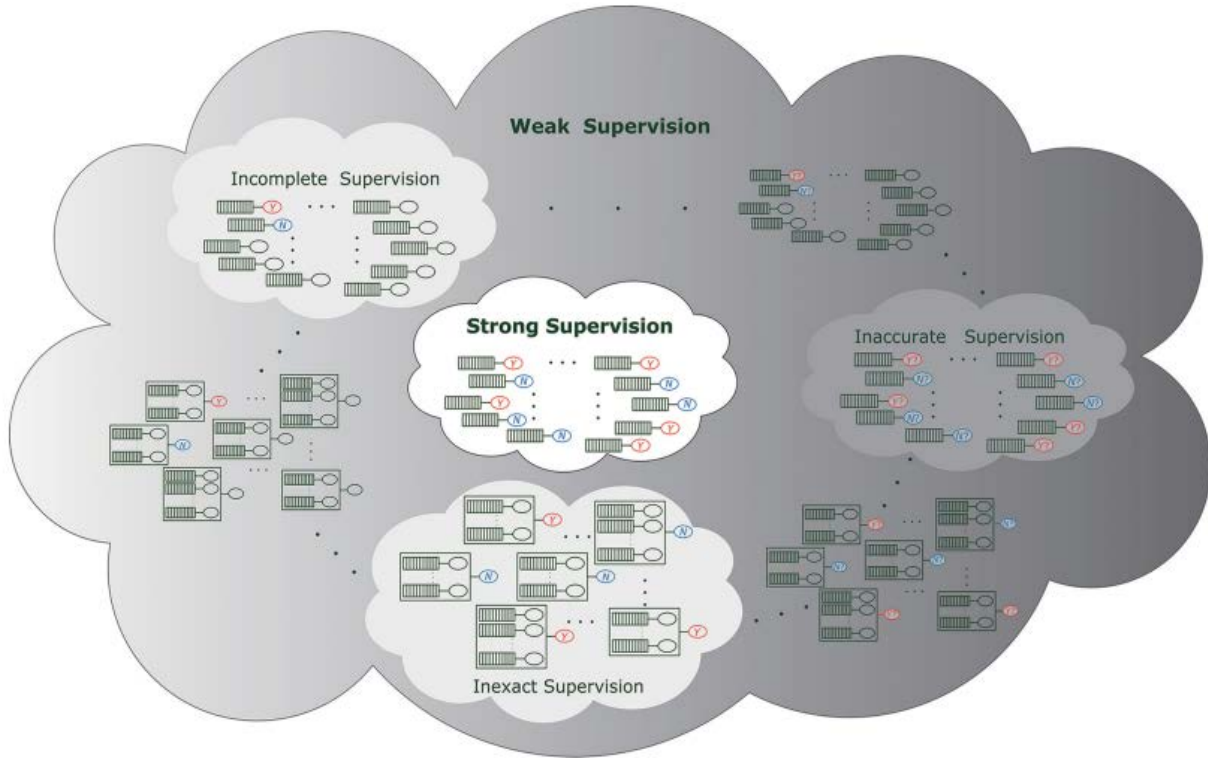 Weak Supervision
Incomplete Supervision
Y
N
Y?
N?
Strong Supervision
Y Y
N N
Y N
N Y
N Y
Inaccurate Supervision
Y? Y?
N? N?
Y? N?
N? Y?
N? Y?
Y
N
Y N
N N
Y Y
Inexact Supervision
Y? N?
N? N?
Y? Y?